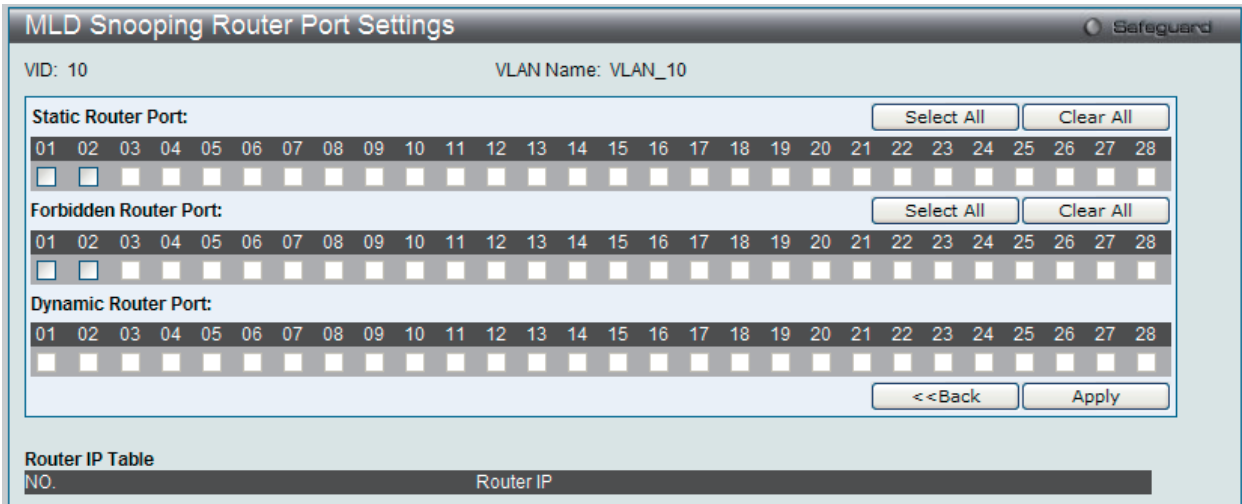 MLD Snooping Router Port Settings Safeguard
VID: 10 VLAN Name: VLAN_10
Static Router Port: Select All Clear All
01 02 03 04 05 06 07 08 09 10 11 12 13 14 15 16 17 18 19 20 21 22 23 24 25 26 27 28
Forbidden Router Port: Select All Clear All
01 02 03 04 05 06 07 08 09 10 11 12 13 14 15 16 17 18 19 20 21 22 23 24 25 26 27 28
Dynamic Router Port:
01 02 03 04 05 06 07 08 09 10 11 12 13 14 15 16 17 18 19 20 21 22 23 24 25 26 27 28
<<Back Apply
Router IP Table
NO. Router IP